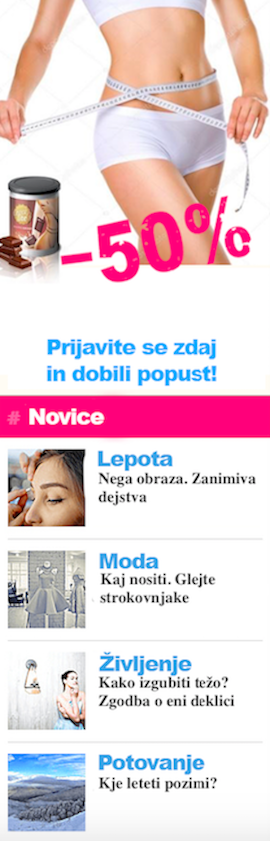 -50%
Prijavite se zdaj
in dobili popust!
# Novice
Lepota
Nega obraza. Zanimiva
dejstva
Moda
Kaj nositi. Glejte
strokovnjake
Življenje
Kako izgubiti težo?
Zgodba o eni deklici
Potovanje
Kje leteti pozimi?